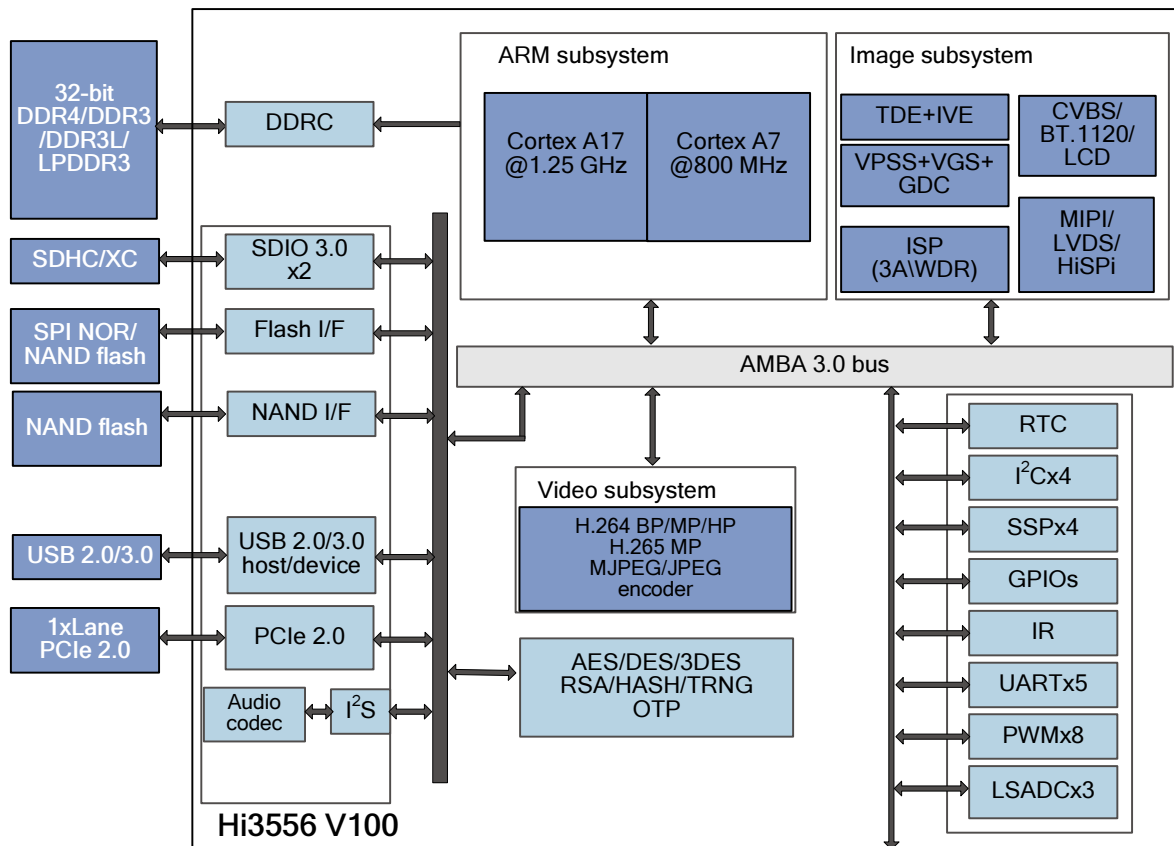 32-bit
DDR4/DDR3
/DDR3L/
LPDDR3
DDRC
ARM subsystem
Cortex A17
@1.25 GHz
Cortex A7
@800 MHz
Image subsystem
TDE+IVE
VPSS+VGS+
GDC
ISP
(3A\WDR)
CVBS/
BT.1120/
LCD
MIPI/
LVDS/
HiSPi
SDHC/XC
SDIO 3.0
x2
SPI NOR/
NAND flash
Flash I/F
NAND flash
NAND I/F
USB 2.0/3.0
USB 2.0/3.0
host/device
1xLane
PCIe 2.0
PCIe 2.0
Audio
codec
I²S
AMBA 3.0 bus
Video subsystem
H.264 BP/MP/HP
H.265 MP
MJPEG/JPEG
encoder
AES/DES/3DES
RSA/HASH/TRNG
OTP
RTC
I²Cx4
SSPx4
GPIOs
IR
UARTx5
PWMx8
LSADCx3
Hi3556 V100